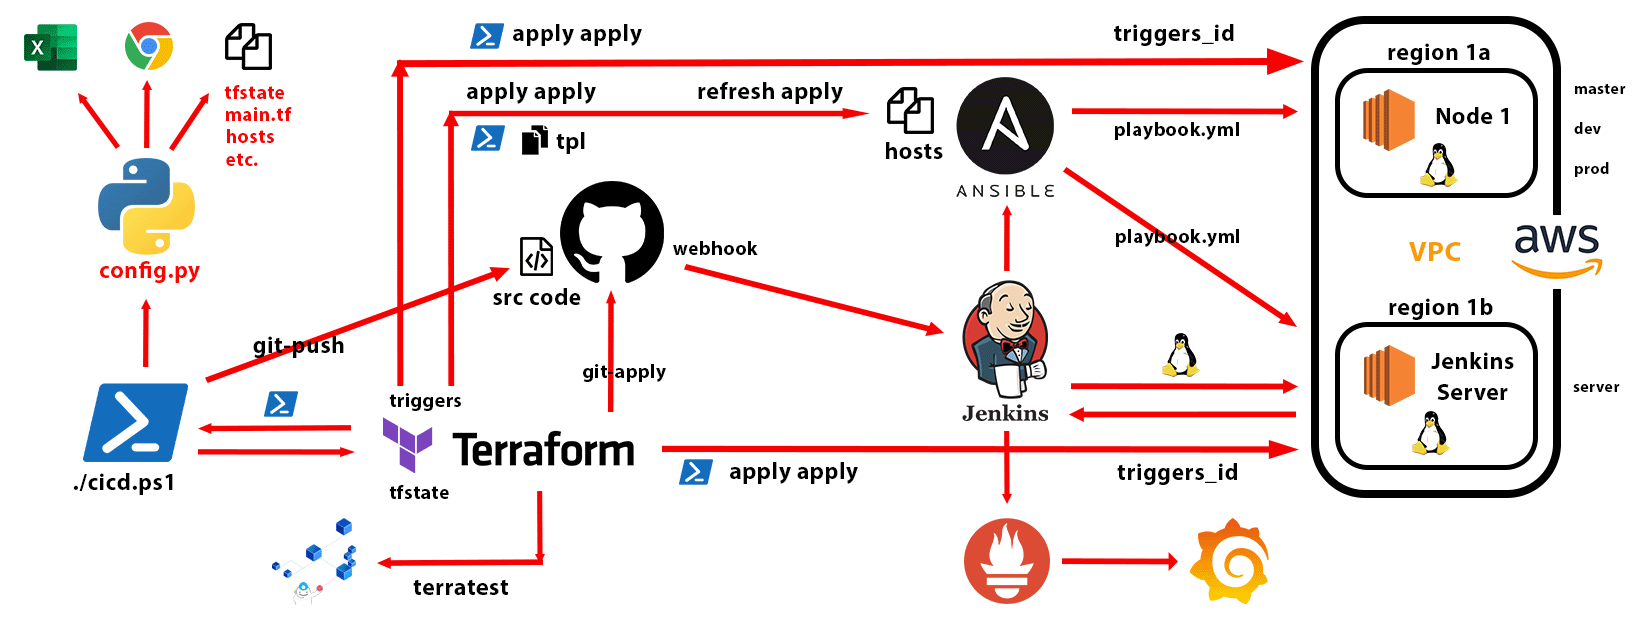 X
apply apply
triggers_id
region 1a
tfstate
main.tf
hosts
etc.
apply apply
refresh apply
tpl
hosts
A
ANSIBLE
playbook.yml
Node 1
master
dev
prod
config.py
src code
webhook
playbook.yml
VPC
aws
region 1b
git-push
git-apply
Jenkins
Jenkins
Server
server
triggers
Terraform
tfstate
./cicd.ps1
apply apply
triggers_id
terratest